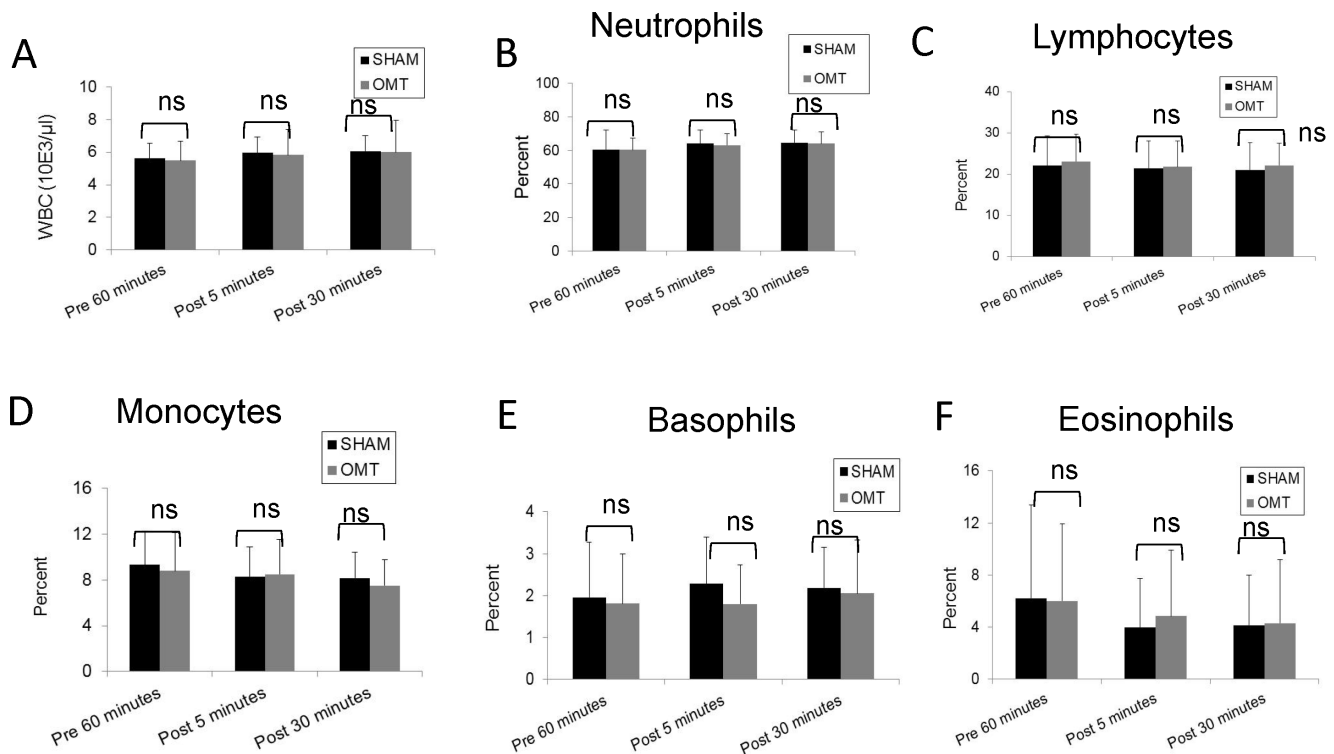 A
SHAM
OMT
WBC (10E3/µl)
10
8
6
4
2
0
ns
ns
ns
Pre 60 minutes
Post 5 minutes
Post 30 minutes
B
Neutrophils
SHAM
OMT
Percent
100
80
60
40
20
0
ns
ns
ns
Pre 60 minutes
Post 5 minutes
Post 30 minutes
C
Lymphocytes
SHAM
OMT
Percent
40
30
20
10
0
ns
ns
ns
Pre 60 minutes
Post 5 minutes
Post 30 minutes
D
Monocytes
SHAM
OMT
Percent
16
12
8
4
0
ns
ns
ns
Pre 60 minutes
Post 5 minutes
Post 30 minutes
E
Basophils
SHAM
OMT
Percent
4
3
2
1
0
ns
ns
ns
Pre 60 minutes
Post 5 minutes
Post 30 minutes
F
Eosinophils
SHAM
OMT
Percent
16
12
8
4
0
ns
ns
ns
Pre 60 minutes
Post 5 minutes
Post 30 minutes